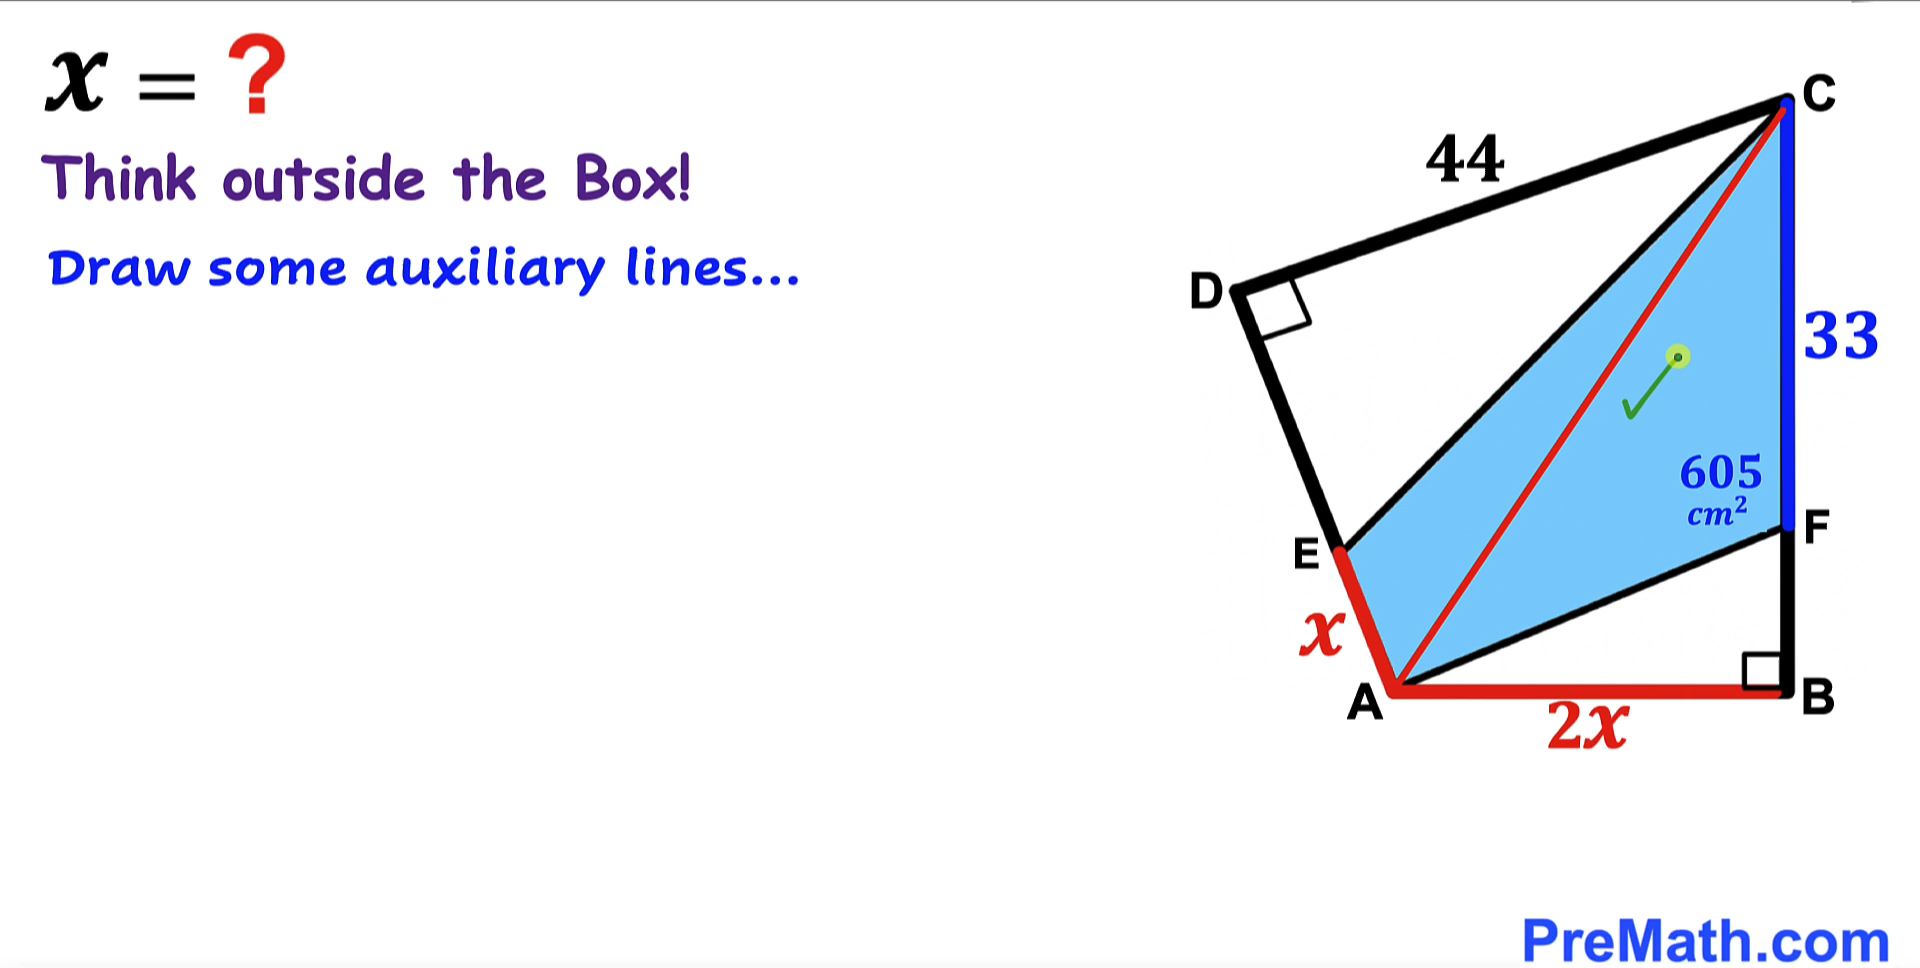 x = ?
Think outside the Box!
Draw some auxiliary lines...
C
44
D
33
605
cm²
F
E
x
A
B
2x
PreMath.com